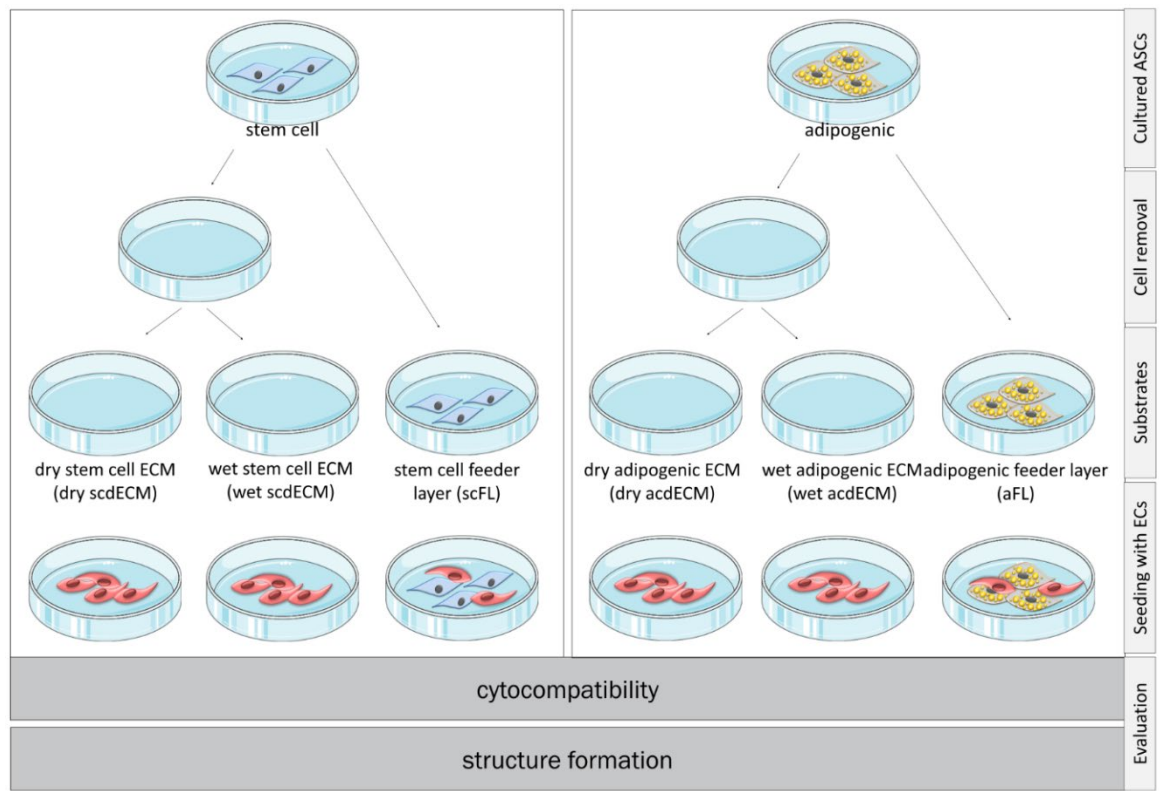 stem cell
adipogenic
Cultured ASCs
Cell removal
dry stem cell ECM
(dry scdECM)
wet stem cell ECM
(wet scdECM)
stem cell feeder
layer (scFL)
dry adipogenic ECM
(dry acdECM)
wet adipogenic ECM
(wet acdECM)
adipogenic feeder layer
(aFL)
Substrates
Seeding with ECs
cytocompatibility
structure formation
Evaluation